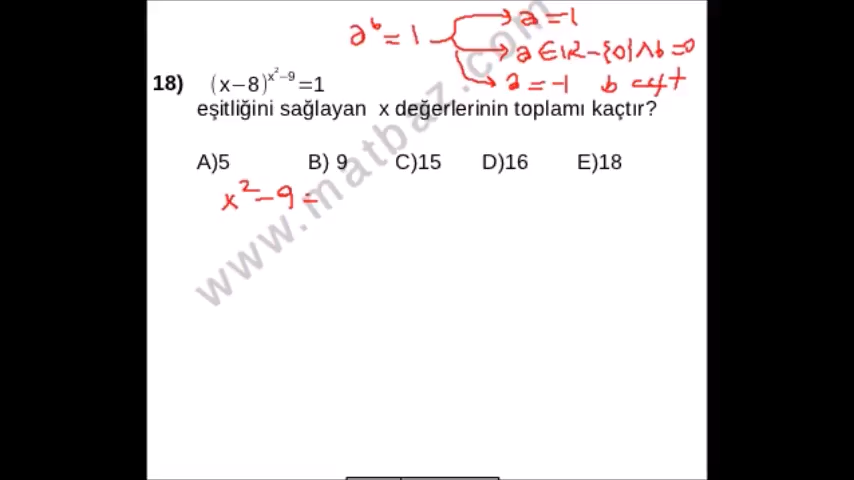 a^b = 1 → a = 1
→ a ∈ IR - {0} ∧ b = 0
→ a = -1 b çift
18) (x−8)^x²−9 =1
eşitliğini sağlayan x değerlerinin toplamı kaçtır?
A)5 B) 9 C)15 D)16 E)18
x² - 9 =
www.matbaz.com